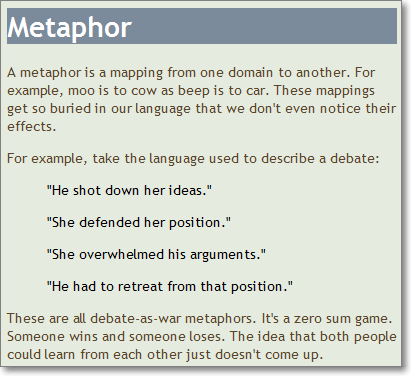 Metaphor
A metaphor is a mapping from one domain to another. For
example, moo is to cow as beep is to car. These mappings
get so buried in our language that we don't even notice their
effects.
For example, take the language used to describe a debate:
"He shot down her ideas."
"She defended her position."
"She overwhelmed his arguments."
"He had to retreat from that position."
These are all debate-as-war metaphors. It's a zero sum game.
Someone wins and someone loses. The idea that both people
could learn from each other just doesn't come up.